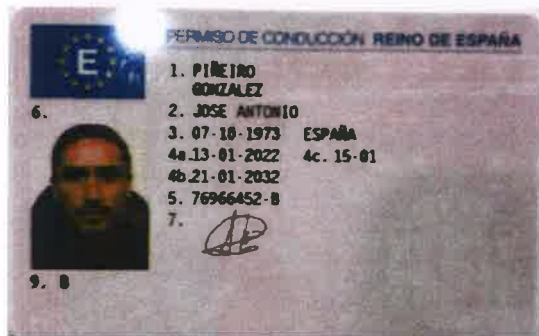 E
PERMISO DE CONDUCCIÓN REINO DE ESPAÑA
1. PIÑEIRO
GONZALEZ
2. JOSE ANTONIO
3. 07-10-1973 ESPAÑA
4a.13-01-2022 4c. 15-01
4b.21-01-2032
5. 76966452-B
6.
7.
9. B